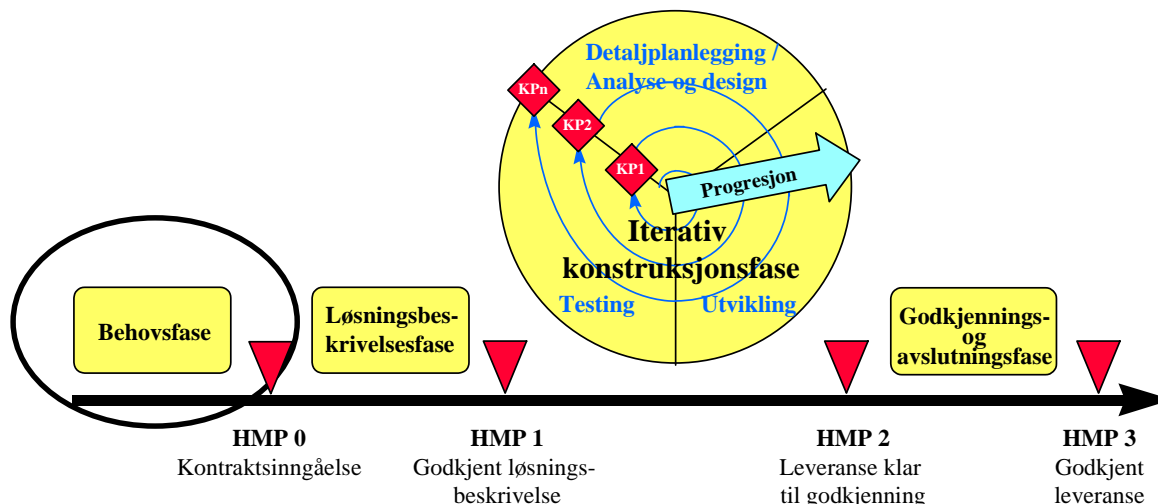 Detaljplanlegging /
Analyse og design
KPn
KP2
KP1
Progresjon
Iterativ
konstruksjonsfase
Testing
Utvikling
Behovsfase
Løsningsbes-
krivelsesfase
Godkjennings-
og
avslutningsfase
HMP 0
Kontraktsinngåelse
HMP 1
Godkjent løsnings-
beskrivelse
HMP 2
Leveranse klar
til godkjenning
HMP 3
Godkjent
leveranse